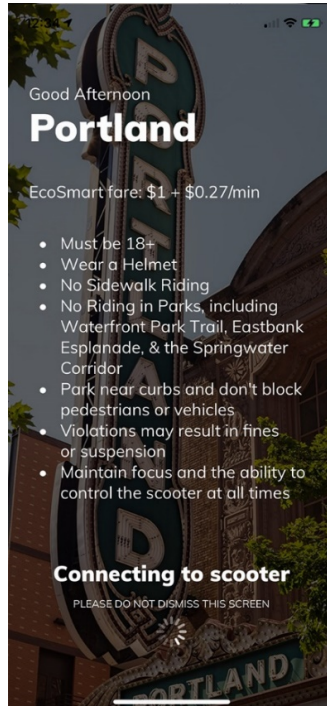 Good Afternoon
Portland
EcoSmart fare: $1 + $0.27/min
• Must be 18+
• Wear a Helmet
• No Sidewalk Riding
• No Riding in Parks, including
Waterfront Park Trail, Eastbank
Esplanade, & the Springwater
Corridor
• Park near curbs and don't block
pedestrians or vehicles
• Violations may result in fines
or suspension
• Maintain focus and the ability to
control the scooter at all times
Connecting to scooter
PLEASE DO NOT DISMISS THIS SCREEN
PORTLAND
PORTLAND